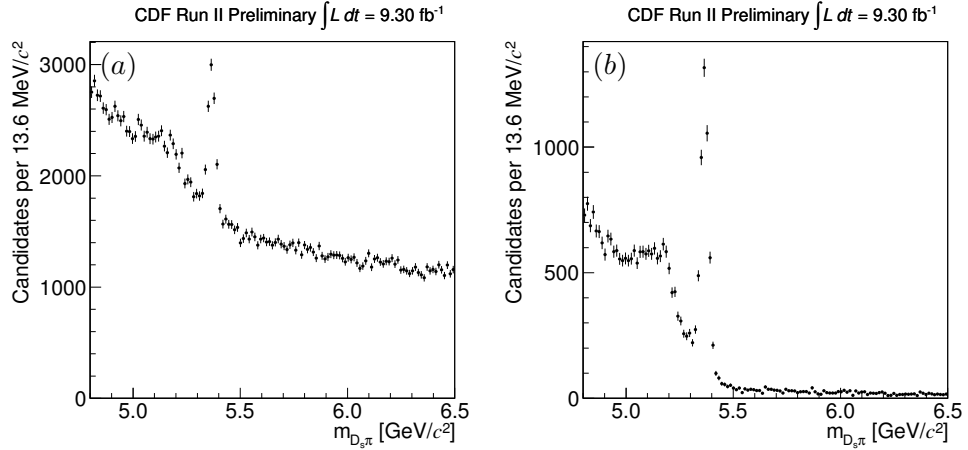 CDF Run II Preliminary ∫L dt = 9.30 fb⁻¹
(a)
Candidates per 13.6 MeV/c²
3000
2000
1000
0
5.0 5.5 6.0 6.5
m_{D_sπ} [GeV/c²]
CDF Run II Preliminary ∫L dt = 9.30 fb⁻¹
(b)
Candidates per 13.6 MeV/c²
1000
500
0
5.0 5.5 6.0 6.5
m_{D_sπ} [GeV/c²]